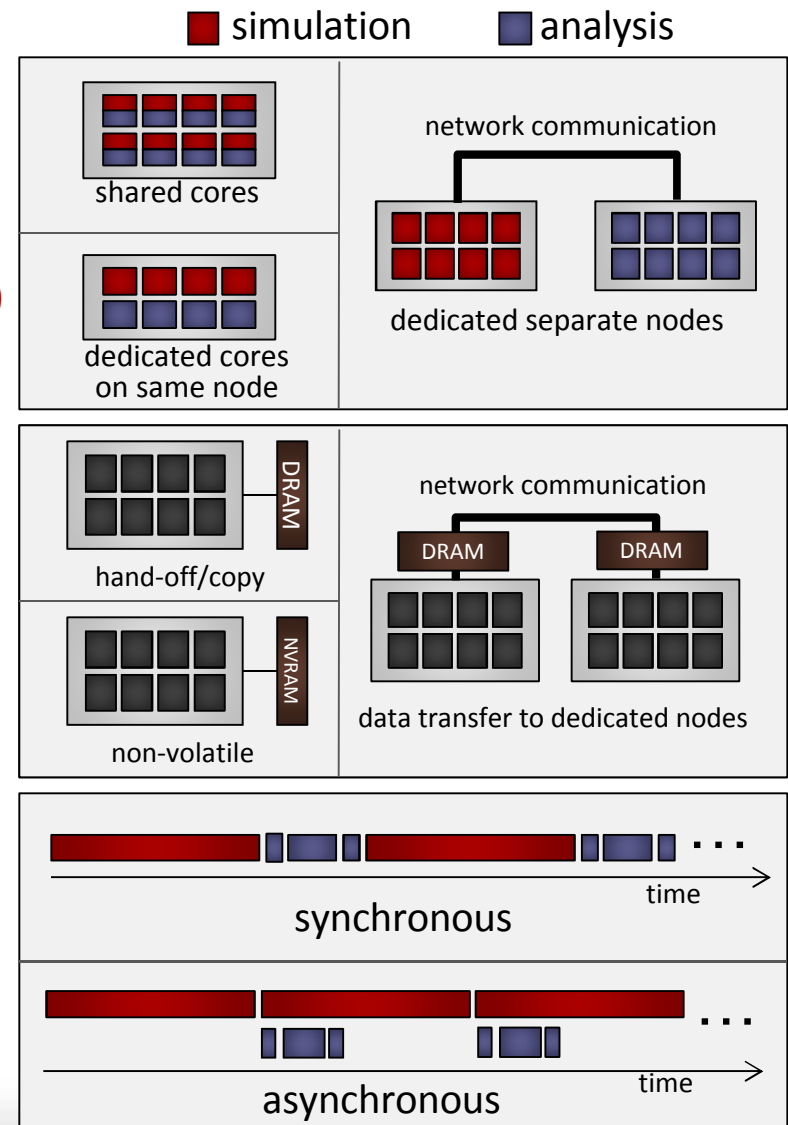 simulation
analysis
shared cores
dedicated cores
on same node
network communication
dedicated separate nodes
DRAM
hand-off/copy
NVRAM
non-volatile
network communication
DRAM
DRAM
data transfer to dedicated nodes
...
time
synchronous
...
time
asynchronous